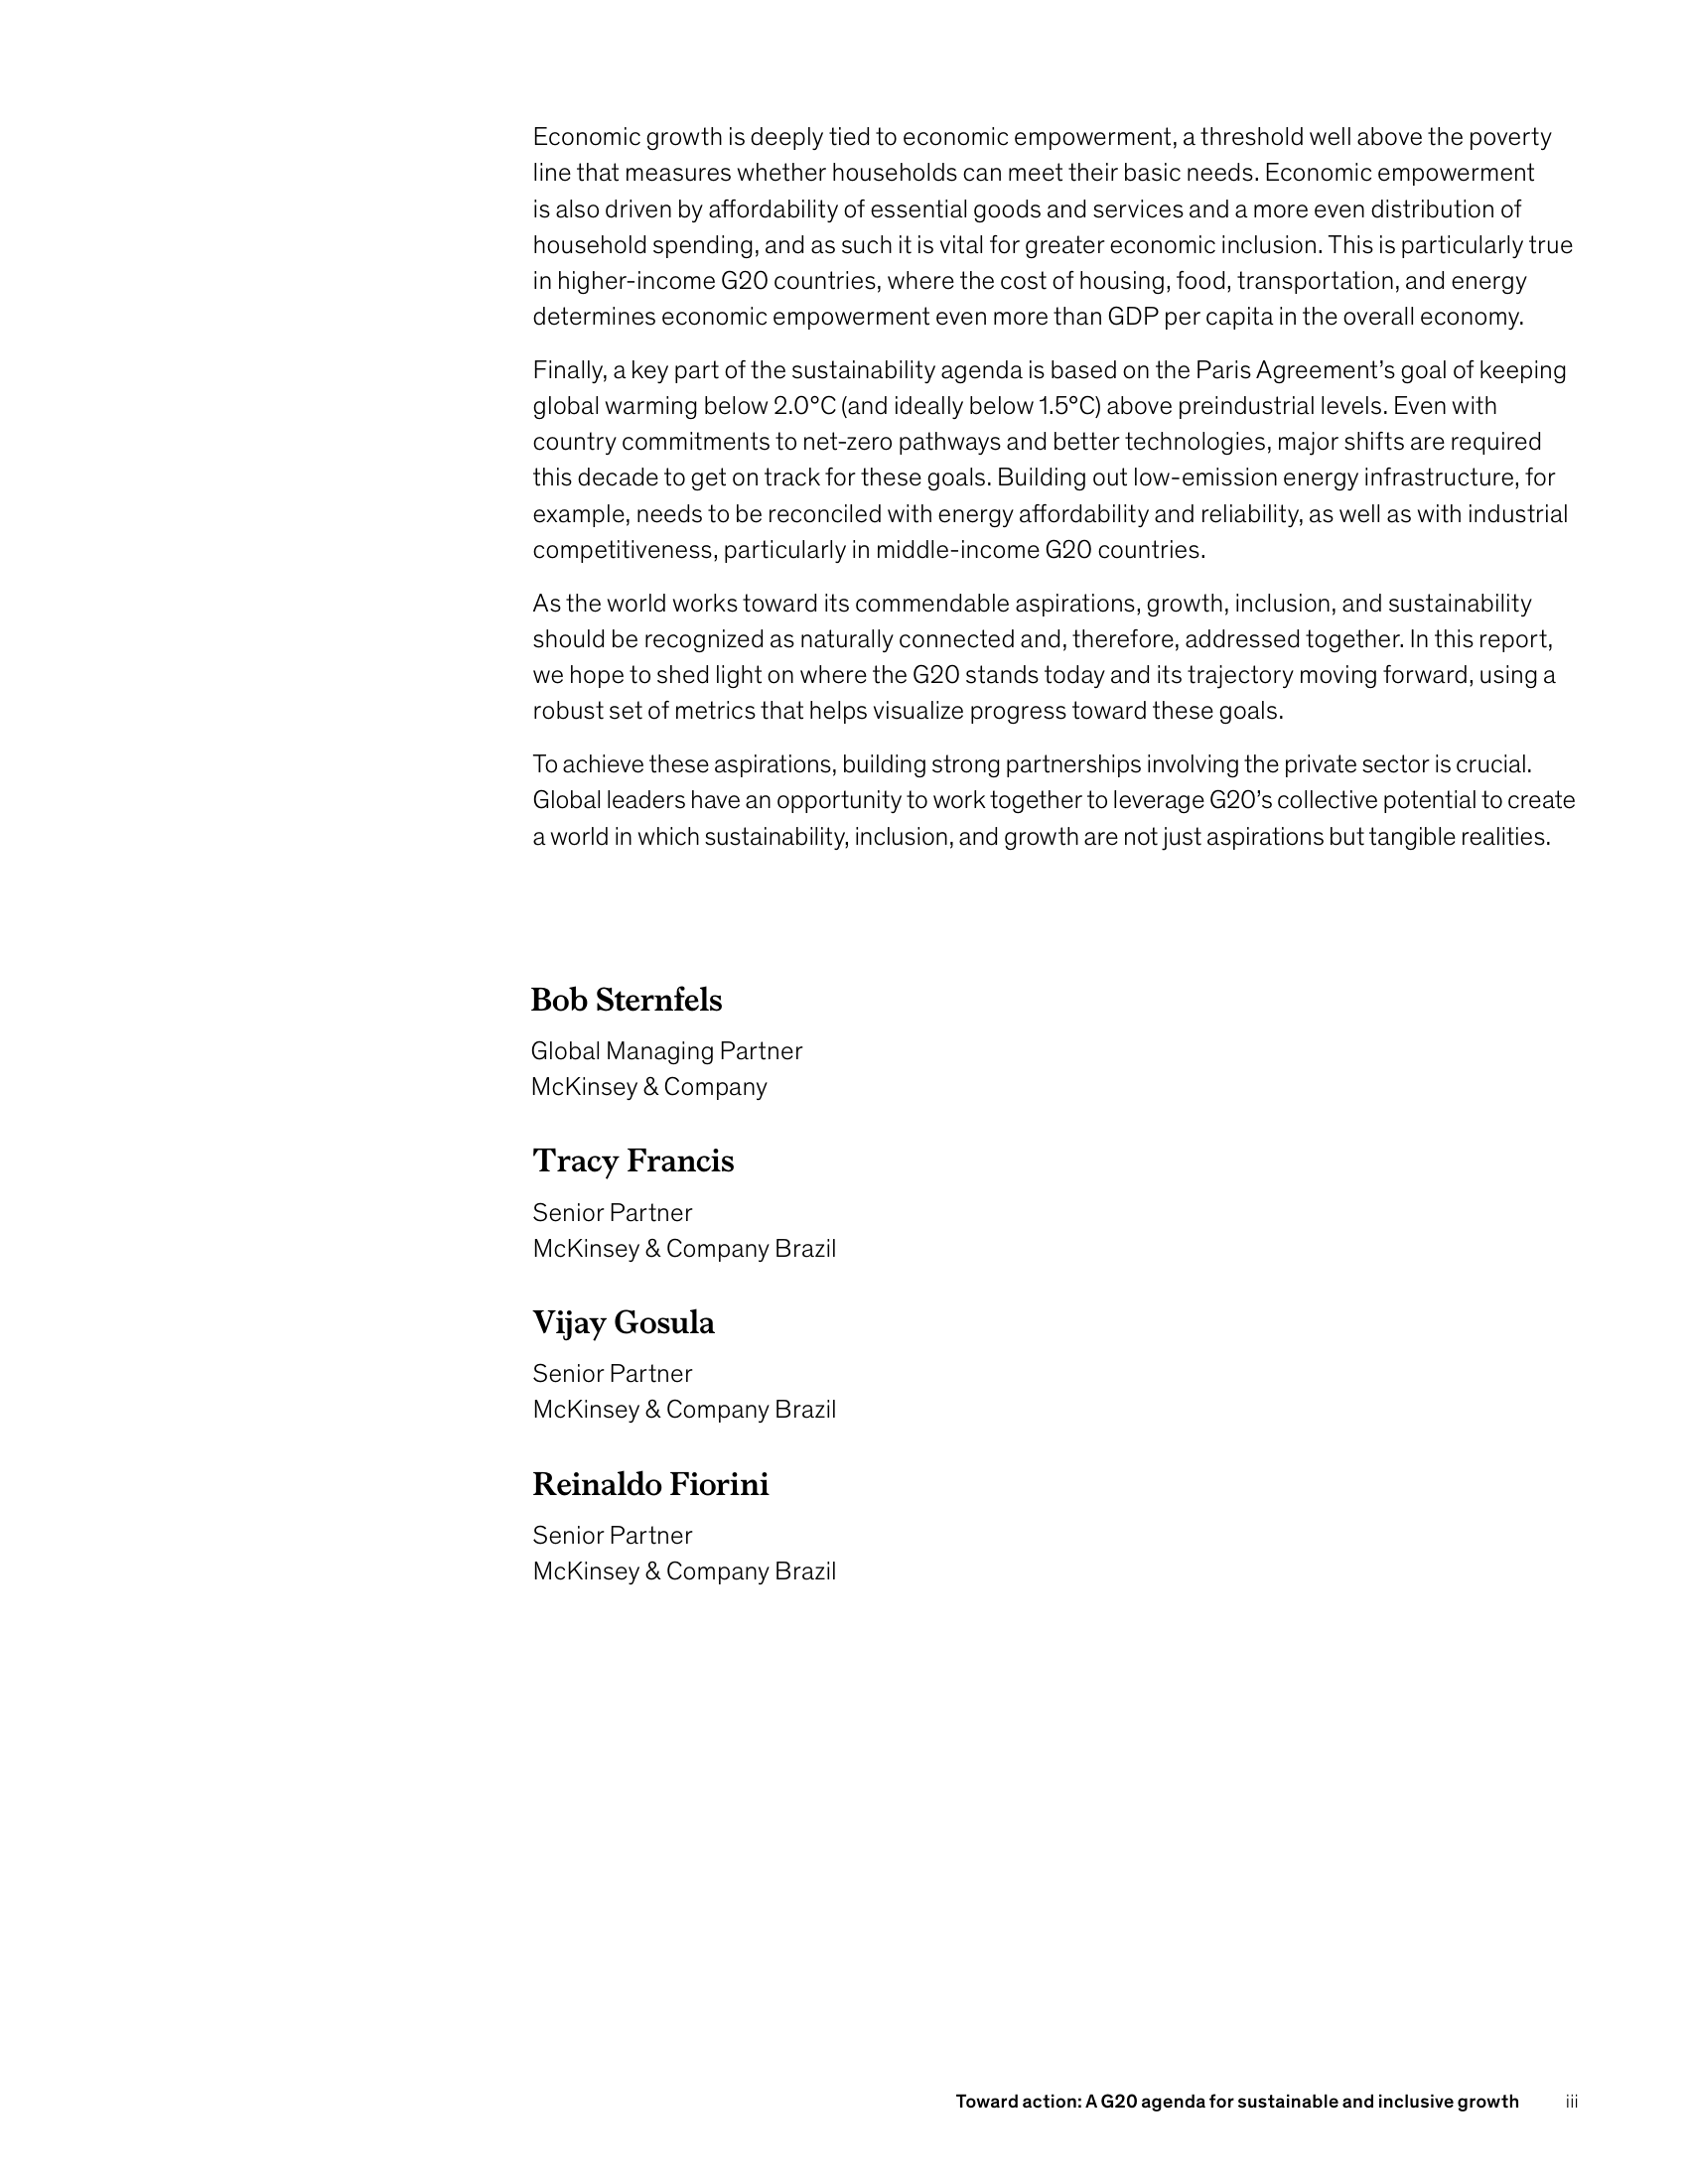 Economic growth is deeply tied to economic empowerment, a threshold well above the poverty
line that measures whether households can meet their basic needs. Economic empowerment
is also driven by affordability of essential goods and services and a more even distribution of
household spending, and as such it is vital for greater economic inclusion. This is particularly true
in higher-income G20 countries, where the cost of housing, food, transportation, and energy
determines economic empowerment even more than GDP per capita in the overall economy.
Finally, a key part of the sustainability agenda is based on the Paris Agreement’s goal of keeping
global warming below 2.0°C (and ideally below 1.5°C) above preindustrial levels. Even with
country commitments to net-zero pathways and better technologies, major shifts are required
this decade to get on track for these goals. Building out low-emission energy infrastructure, for
example, needs to be reconciled with energy affordability and reliability, as well as with industrial
competitiveness, particularly in middle-income G20 countries.
As the world works toward its commendable aspirations, growth, inclusion, and sustainability
should be recognized as naturally connected and, therefore, addressed together. In this report,
we hope to shed light on where the G20 stands today and its trajectory moving forward, using a
robust set of metrics that helps visualize progress toward these goals.
To achieve these aspirations, building strong partnerships involving the private sector is crucial.
Global leaders have an opportunity to work together to leverage G20’s collective potential to create
a world in which sustainability, inclusion, and growth are not just aspirations but tangible realities.
Bob Sternfels
Global Managing Partner
McKinsey & Company
Tracy Francis
Senior Partner
McKinsey & Company Brazil
Vijay Gosula
Senior Partner
McKinsey & Company Brazil
Reinaldo Fiorini
Senior Partner
McKinsey & Company Brazil
Toward action: A G20 agenda for sustainable and inclusive growth iii